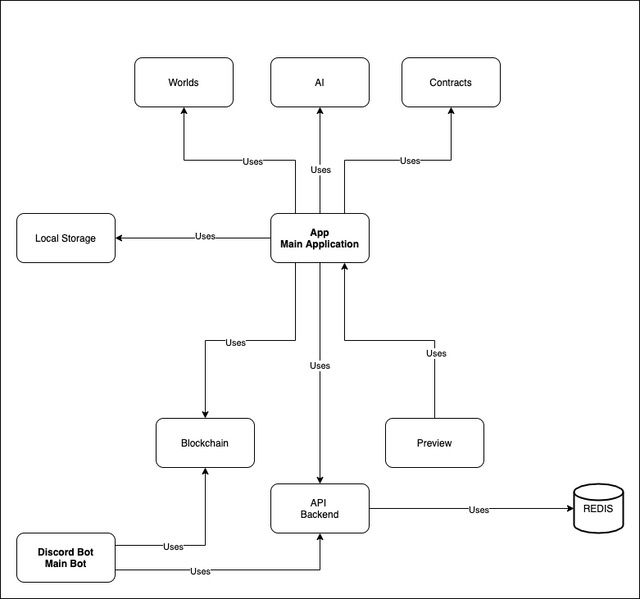 Worlds
AI
Contracts
Uses
Uses
Uses
App
Main Application
Local Storage
Uses
Uses
Uses
Uses
Blockchain
Preview
API
Backend
Uses
REDIS
Discord Bot
Main Bot
Uses
Uses